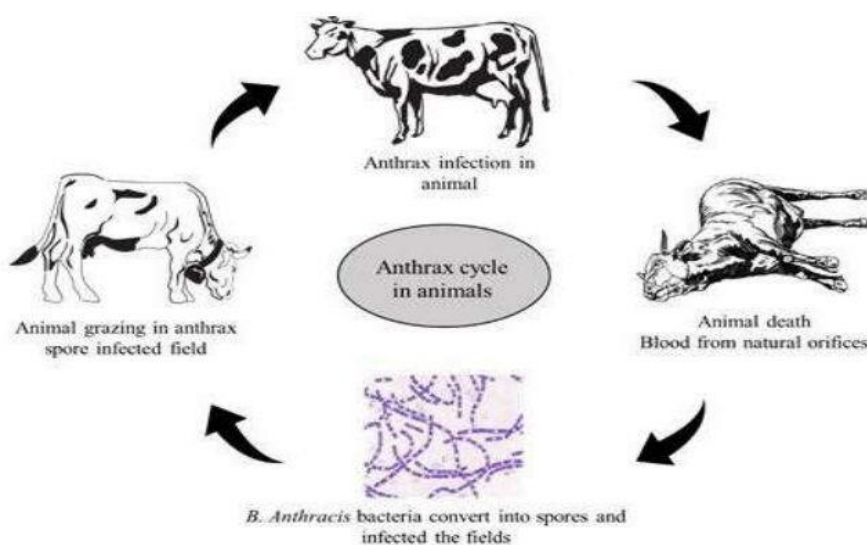 Anthrax infection in
animal
Anthrax cycle
in animals
Animal grazing in anthrax
spore infected field
Animal death
Blood from natural orifices
B. Anthracis bacteria convert into spores and
infected the fields